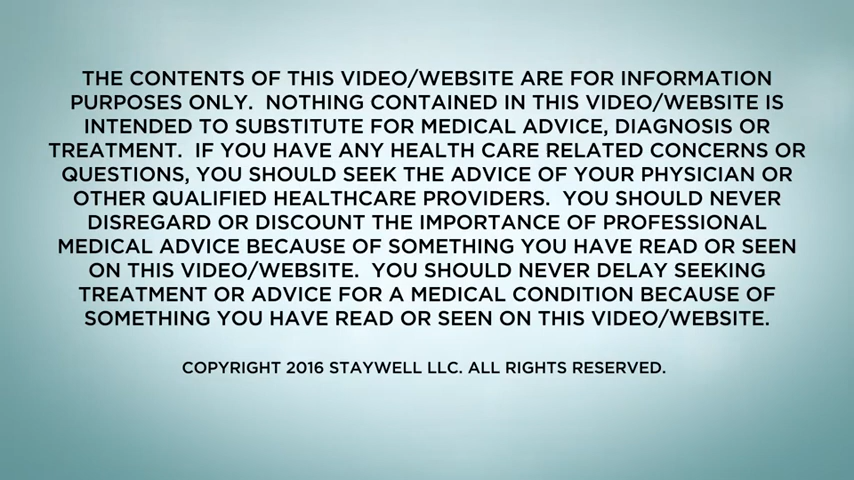 THE CONTENTS OF THIS VIDEO/WEBSITE ARE FOR INFORMATION
PURPOSES ONLY.  NOTHING CONTAINED IN THIS VIDEO/WEBSITE IS
INTENDED TO SUBSTITUTE FOR MEDICAL ADVICE, DIAGNOSIS OR
TREATMENT.  IF YOU HAVE ANY HEALTH CARE RELATED CONCERNS OR
QUESTIONS, YOU SHOULD SEEK THE ADVICE OF YOUR PHYSICIAN OR
OTHER QUALIFIED HEALTHCARE PROVIDERS.  YOU SHOULD NEVER
DISREGARD OR DISCOUNT THE IMPORTANCE OF PROFESSIONAL
MEDICAL ADVICE BECAUSE OF SOMETHING YOU HAVE READ OR SEEN
ON THIS VIDEO/WEBSITE.  YOU SHOULD NEVER DELAY SEEKING
TREATMENT OR ADVICE FOR A MEDICAL CONDITION BECAUSE OF
SOMETHING YOU HAVE READ OR SEEN ON THIS VIDEO/WEBSITE.
COPYRIGHT 2016 STAYWELL LLC. ALL RIGHTS RESERVED.